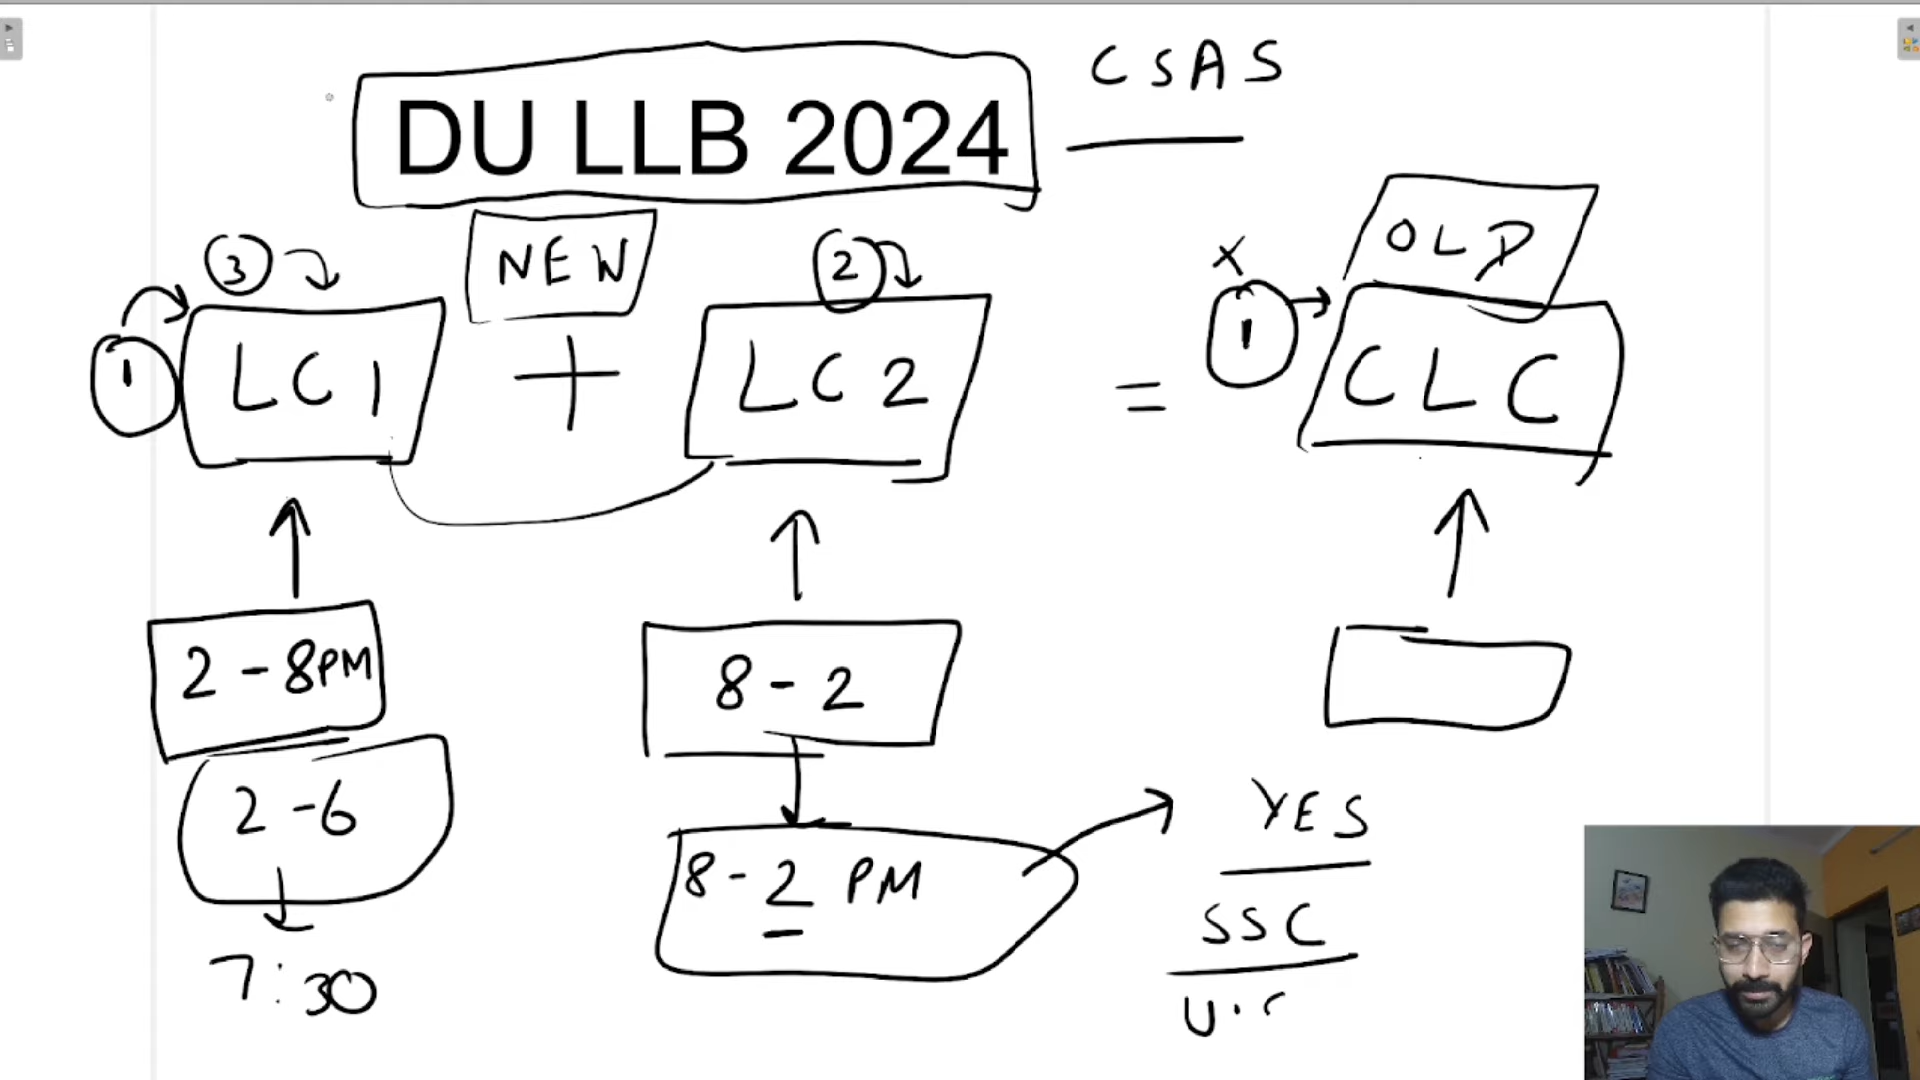 CSAS
DU LLB 2024
NEW
OLD
3
2
X
1
1
LC1
+
LC2
=
CLC
2-8PM
8-2
2-6
8-2 PM
YES
SSC
7:30